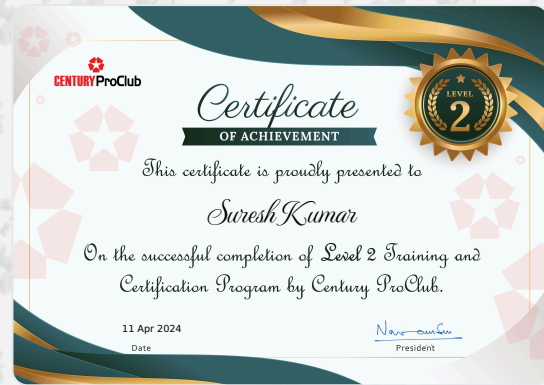 CENTURY ProClub
LEVEL
2
Certificate
OF ACHIEVEMENT
This certificate is proudly presented to
Suresh Kumar
On the successful completion of Level 2 Training and
Certification Program by Century ProClub.
11 Apr 2024
Date
President